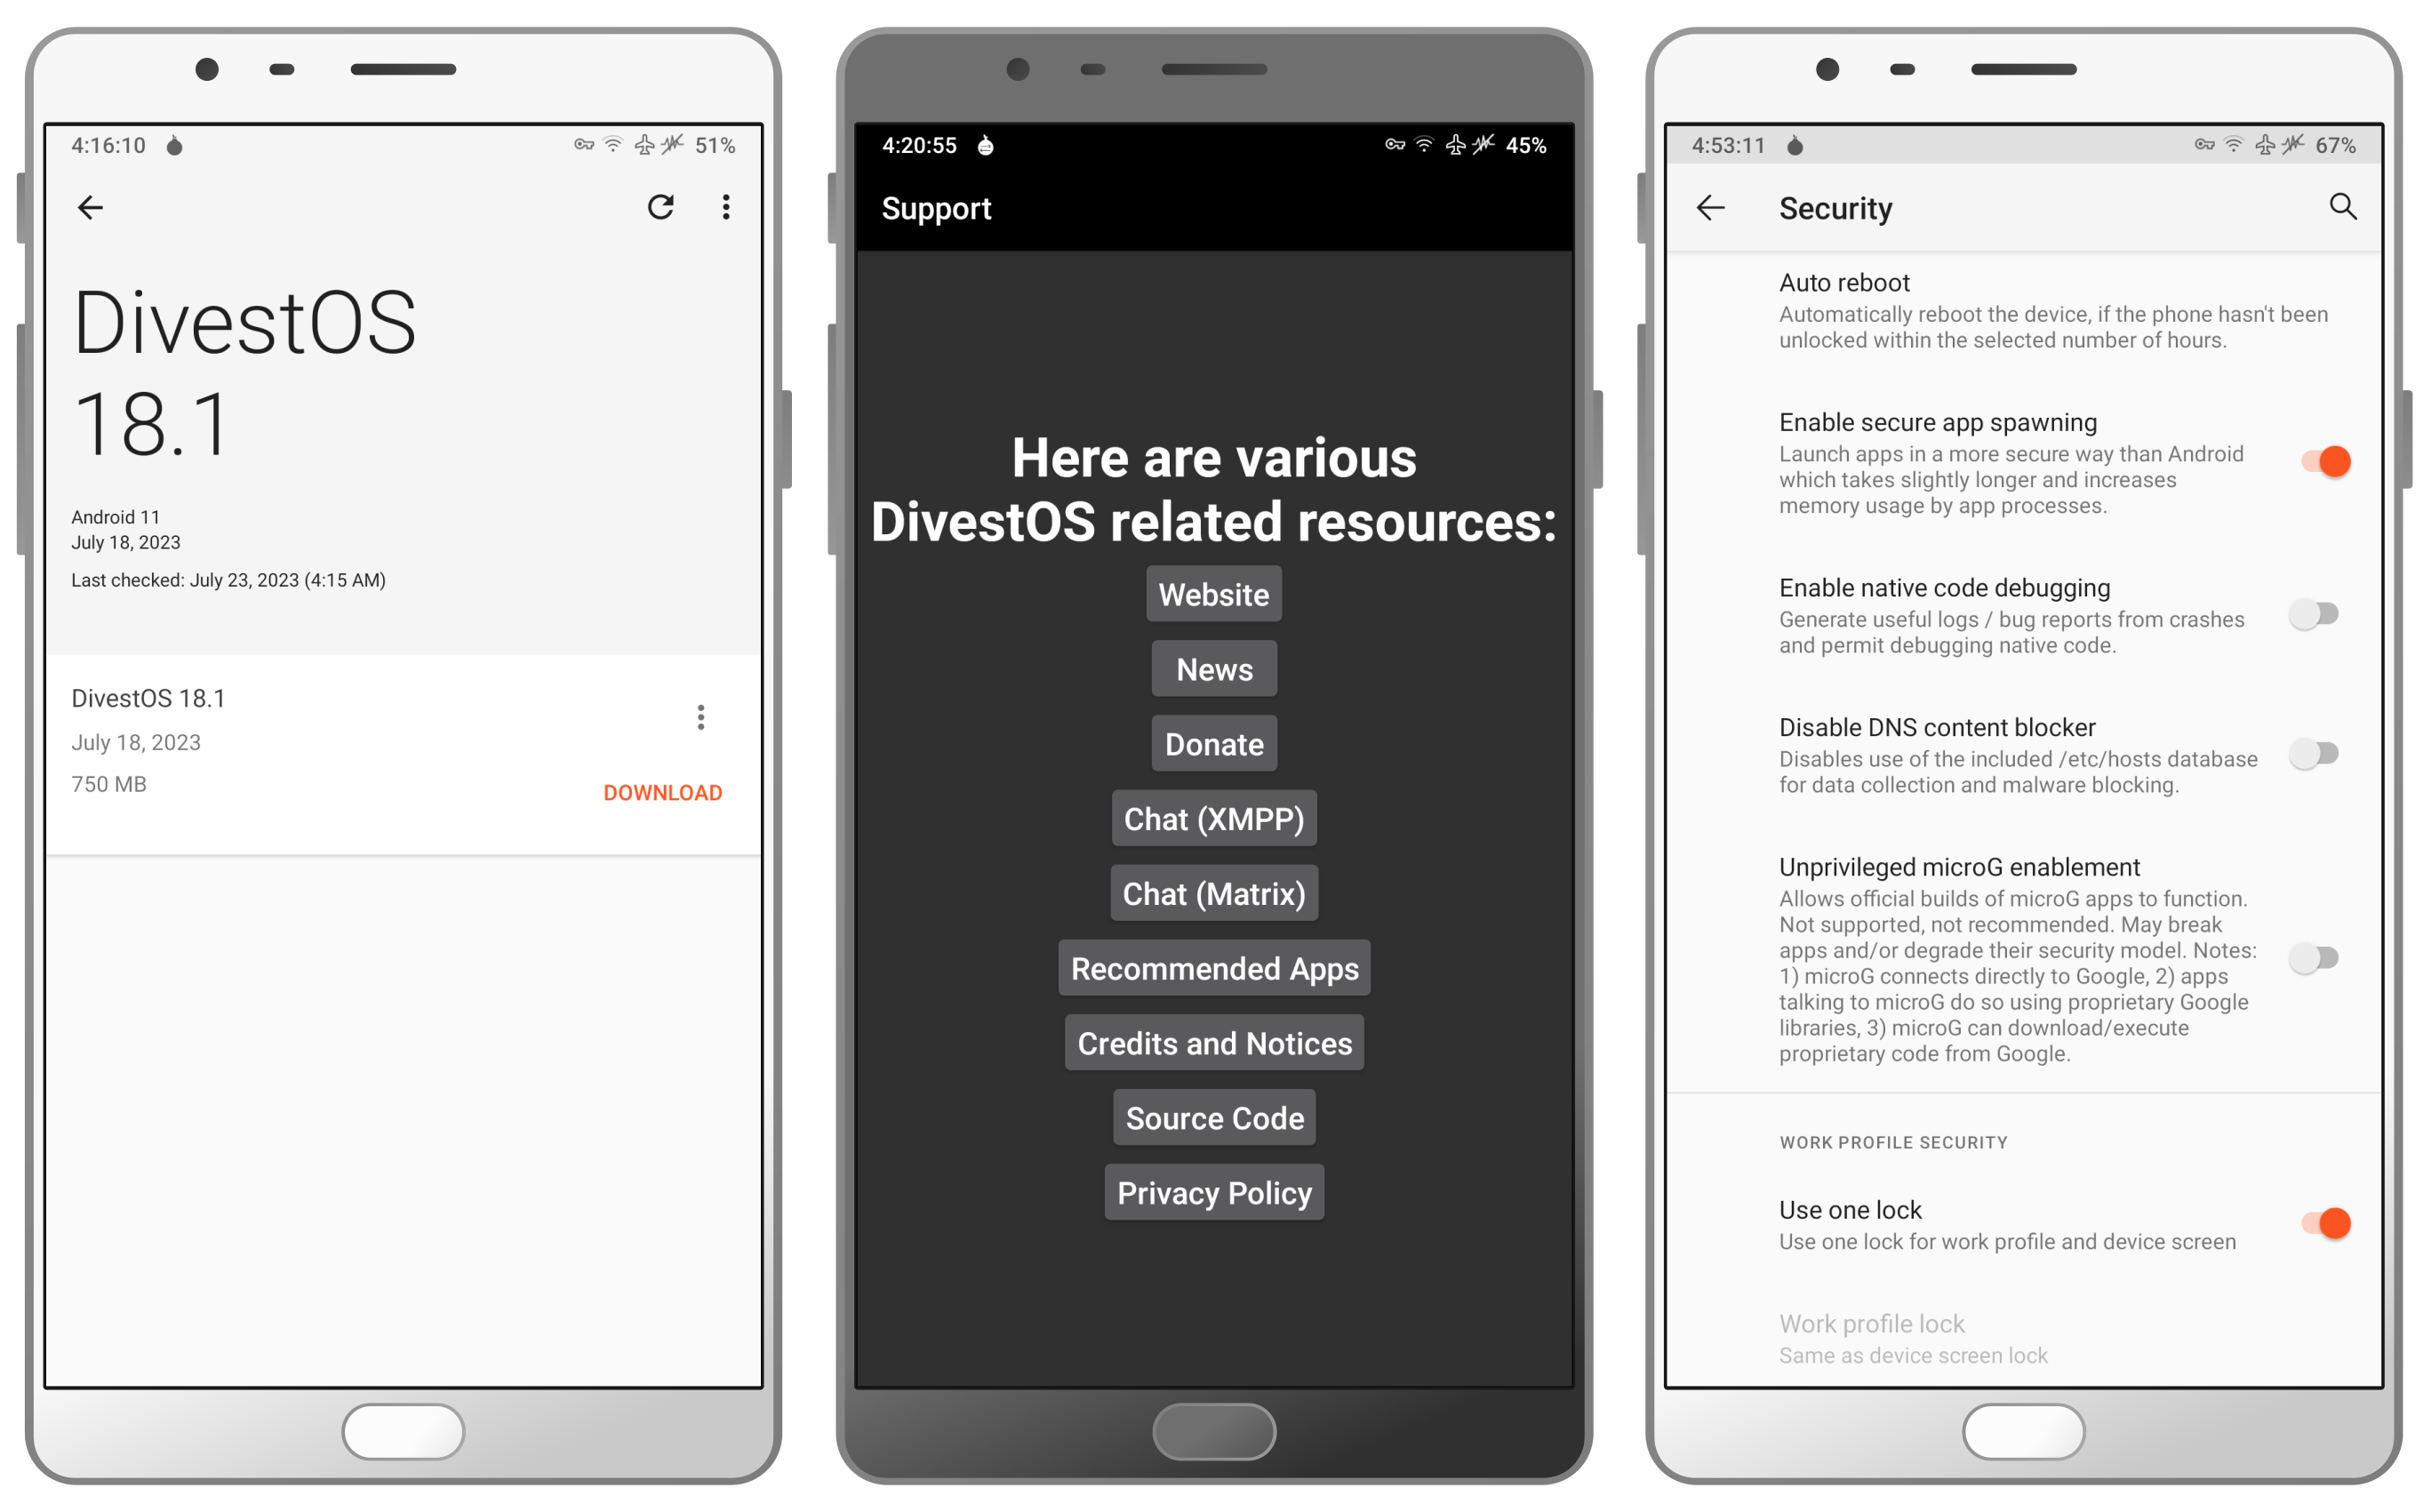 4:16:10
51%
DivestOS
18.1
Android 11
July 18, 2023
Last checked: July 23, 2023 (4:15 AM)
DivestOS 18.1
July 18, 2023
750 MB
DOWNLOAD
4:20:55
45%
Support
Here are various
DivestOS related resources:
Website
News
Donate
Chat (XMPP)
Chat (Matrix)
Recommended Apps
Credits and Notices
Source Code
Privacy Policy
4:53:11
67%
Security
Auto reboot
Automatically reboot the device, if the phone hasn't been
unlocked within the selected number of hours.
Enable secure app spawning
Launch apps in a more secure way than Android
which takes slightly longer and increases
memory usage by app processes.
Enable native code debugging
Generate useful logs / bug reports from crashes
and permit debugging native code.
Disable DNS content blocker
Disables use of the included /etc/hosts database
for data collection and malware blocking.
Unprivileged microG enablement
Allows official builds of microG apps to function.
Not supported, not recommended. May break
apps and/or degrade their security model. Notes:
1) microG connects directly to Google, 2) apps
talking to microG do so using proprietary Google
libraries, 3) microG can download/execute
proprietary code from Google.
WORK PROFILE SECURITY
Use one lock
Use one lock for work profile and device screen
Work profile lock
Same as device screen lock